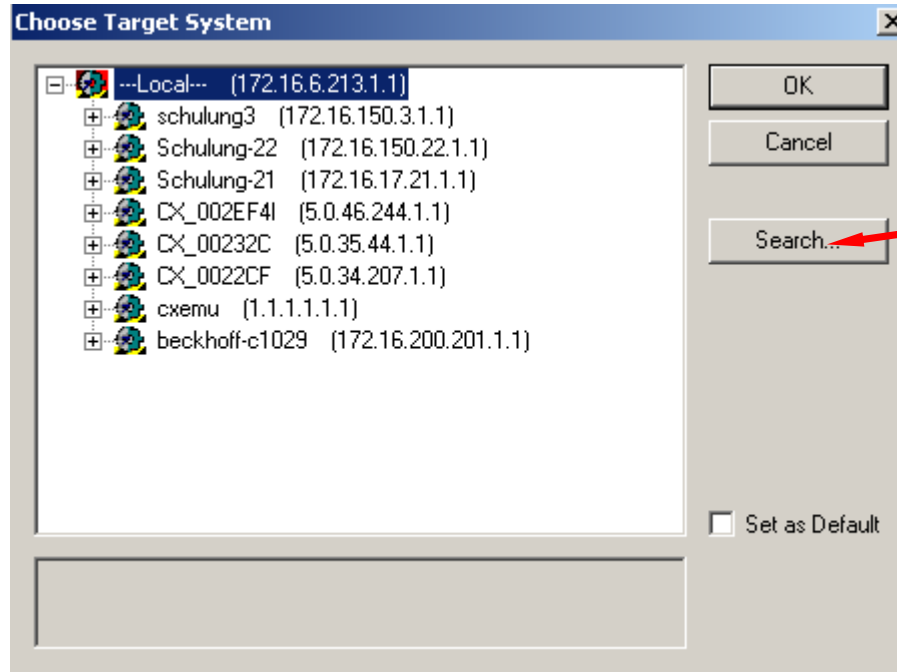 Choose Target System
---Local--- (172.16.6.213.1.1)
schulung3 (172.16.150.3.1.1)
Schulung-22 (172.16.150.22.1.1)
Schulung-21 (172.16.17.21.1.1)
CX_002EF4I (5.0.46.244.1.1)
CX_00232C (5.0.35.44.1.1)
CX_0022CF (5.0.34.207.1.1)
cxemu (1.1.1.1.1.1)
beckhoff-c1029 (172.16.200.201.1.1)
OK
Cancel
Search...
Set as Default